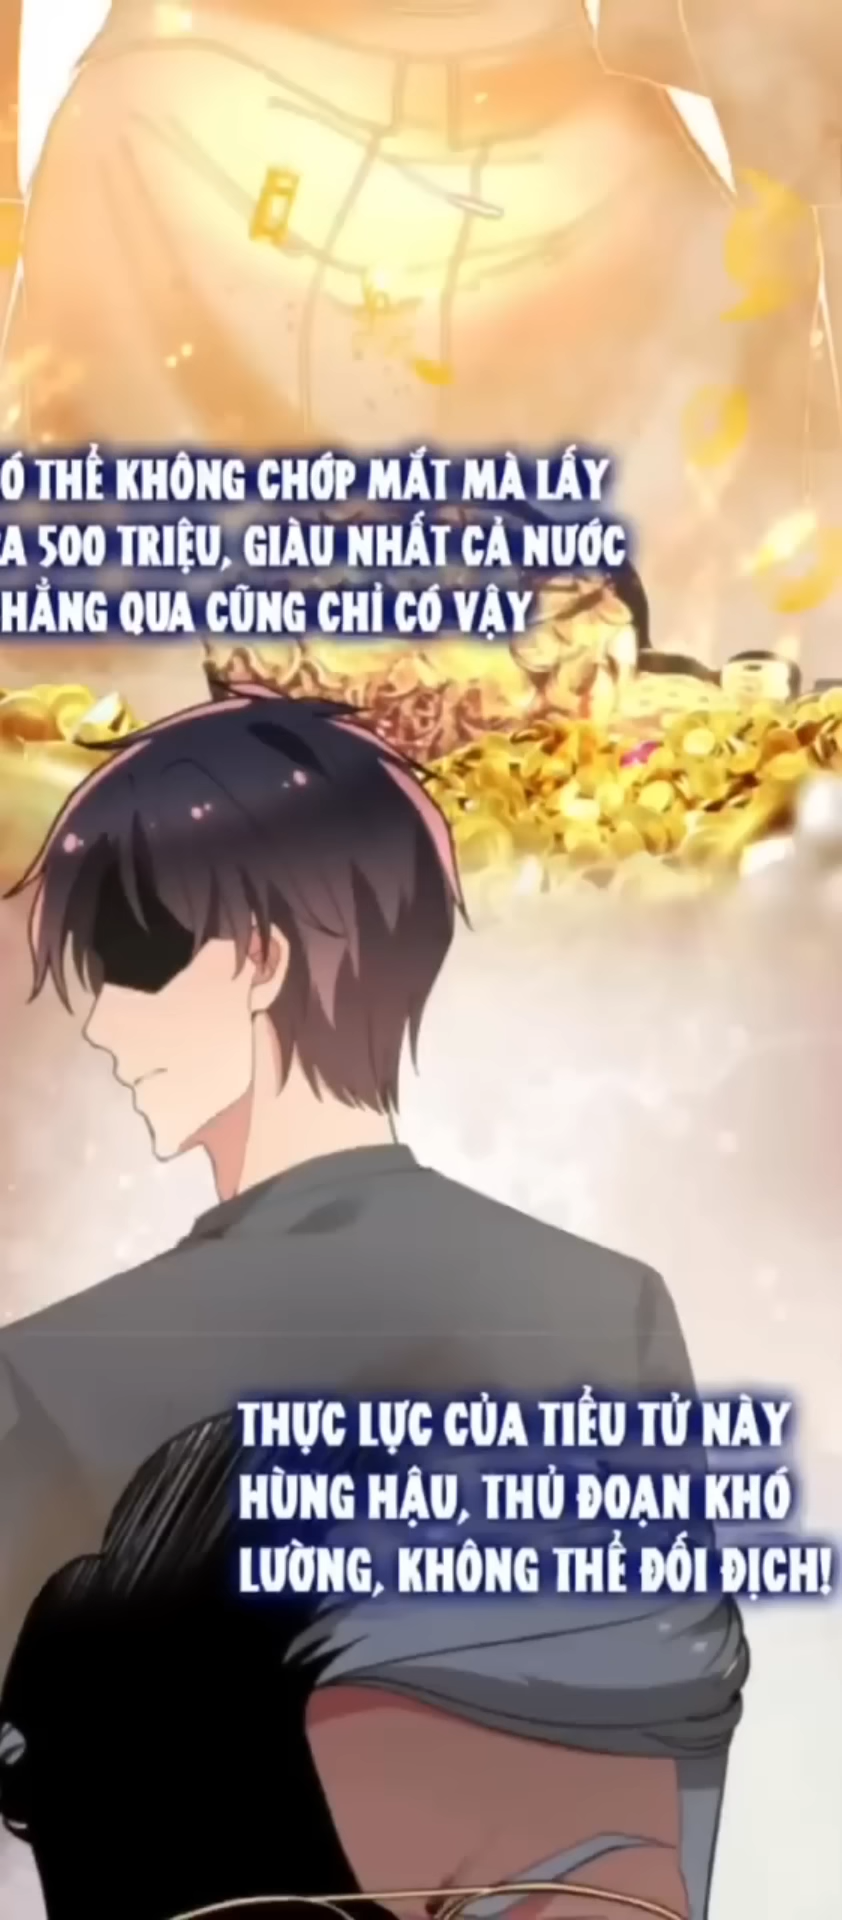 Ó THỂ KHÔNG CHỚP MẮT MÀ LẤY
A 500 TRIỆU, GIÀU NHẤT CẢ NƯỚC
HẲNG QUA CŨNG CHỈ CÓ VẬY
THỰC LỰC CỦA TIỂU TỬ NÀY
HÙNG HẬU, THỦ ĐOẠN KHÓ
LƯỜNG, KHÔNG THỂ ĐỐI ĐỊCH!